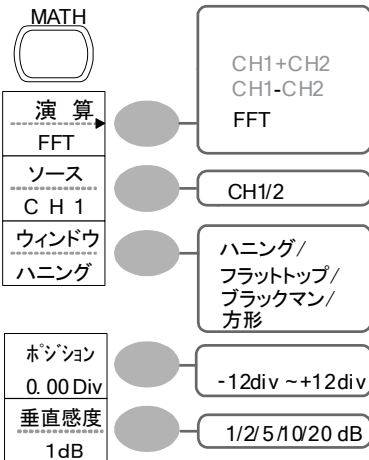 MATH
演 算
FFT
CH1+CH2
CH1-CH2
FFT
ソース
CH1
CH1/2
ウィンドウ
ハニング
ハニング/
フラットトップ/
ブラックマン/
方形
ポジション
0.00 Div
-12div ~+12div
垂直感度
1dB
1/2/5/10/20 dB